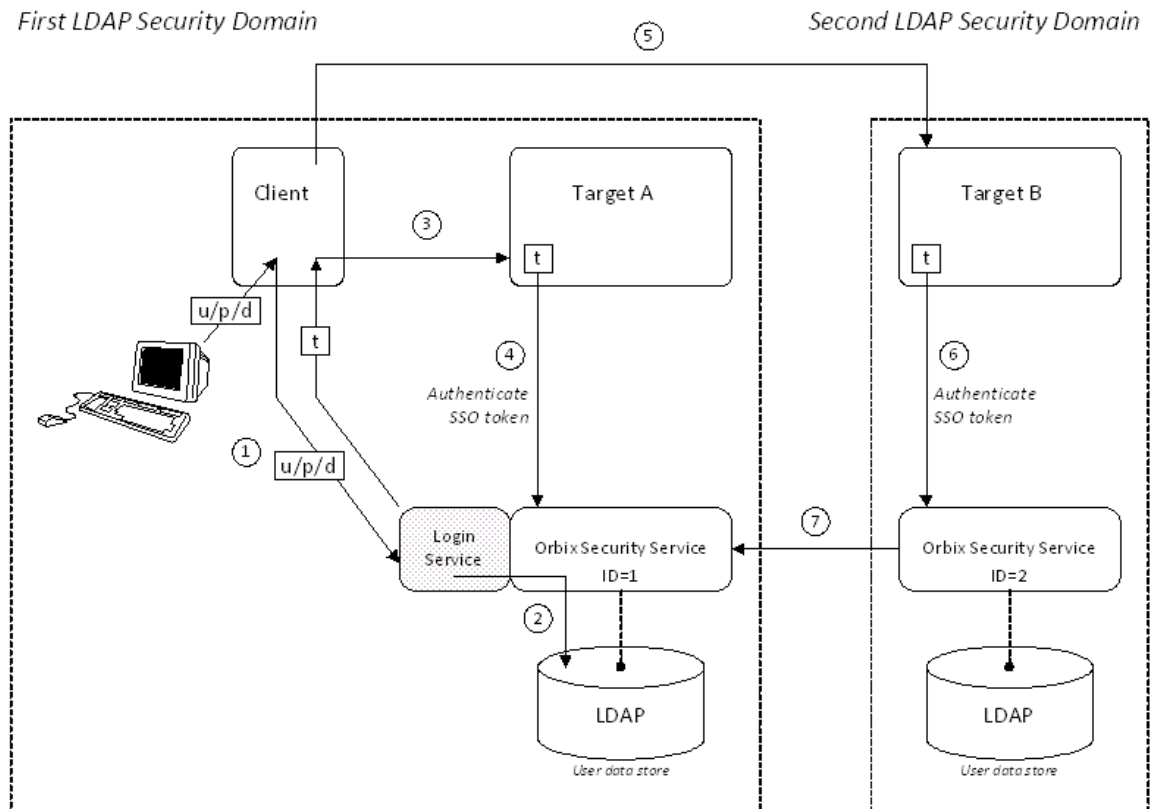 First LDAP Security Domain
Second LDAP Security Domain
5
Client
Target A
Target B
3
t
t
u/p/d
t
4
6
Authenticate
SSO token
Authenticate
SSO token
1
u/p/d
7
Login
Service
Orbix Security Service
ID=1
Orbix Security Service
ID=2
2
LDAP
LDAP
User data store
User data store